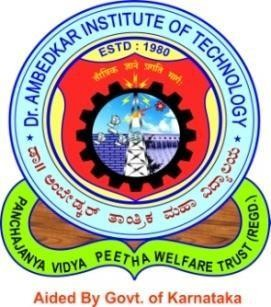 Dr. AMBEDKAR INSTITUTE OF TECHNOLOGY
ESTD : 1980
तांत्रिक ज्ञाने प्रगति मार्ग:
ಡಾ|| ಅಂಬೇಡ್ಕರ್ ತಾಂತ್ರಿಕ ಮಹಾ ವಿದ್ಯಾಲಯ
PANCHAJANYA VIDYA PEETHA WELFARE TRUST (REGD.)
Aided By Govt. of Karnataka